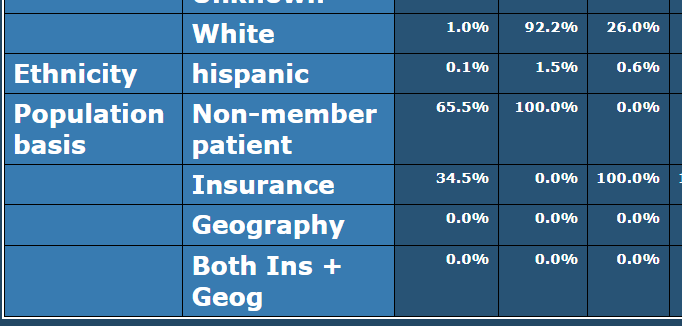 Unknown
White 1.0% 92.2% 26.0%
Ethnicity hispanic 0.1% 1.5% 0.6%
Population Non-member 65.5% 100.0% 0.0%
basis patient
Insurance 34.5% 0.0% 100.0%
Geography 0.0% 0.0% 0.0%
Both Ins + 0.0% 0.0% 0.0%
Geog